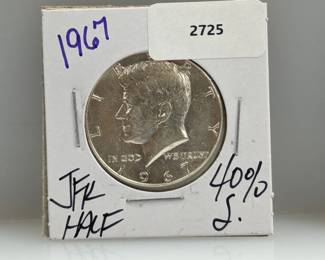 1967
2725
LIBERTY
IN GOD WE TRUST
1967
JFK
HALF
40%
S.